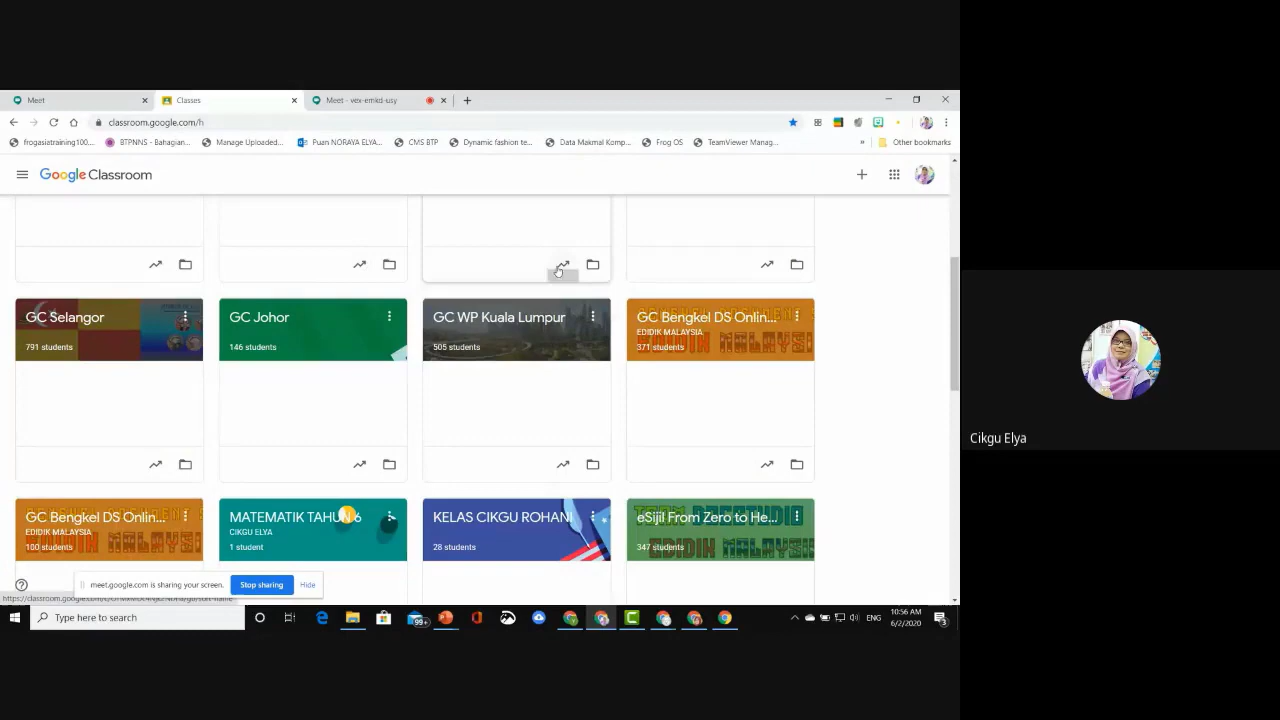 Meet
Classes
Meet - vex-emkd-usy
classroom.google.com/h
frogasiatraining100...
BTPNNS - Bahagian...
Manage Uploaded...
Puan NORAYA ELYA...
CMS BTP
Dynamic fashion te...
Data Makmal Komp...
Frog OS
TeamViewer Manag...
Other bookmarks
Google Classroom
GC Selangor
791 students
GC Johor
146 students
GC WP Kuala Lumpur
505 students
GC Bengkel DS Onlin...
EDIDIK MALAYSIA
371 students
Cikgu Elya
GC Bengkel DS Onlin...
EDIDIK MALAYSIA
100 students
MATEMATIK TAHUN 6
CIKGU ELYA
1 student
KELAS CIKGU ROHANI
28 students
eSijil From Zero to He...
347 students
meet.google.com is sharing your screen.
Stop sharing
Hide
Type here to search
99+
ENG
10:56 AM
6/2/2020
3